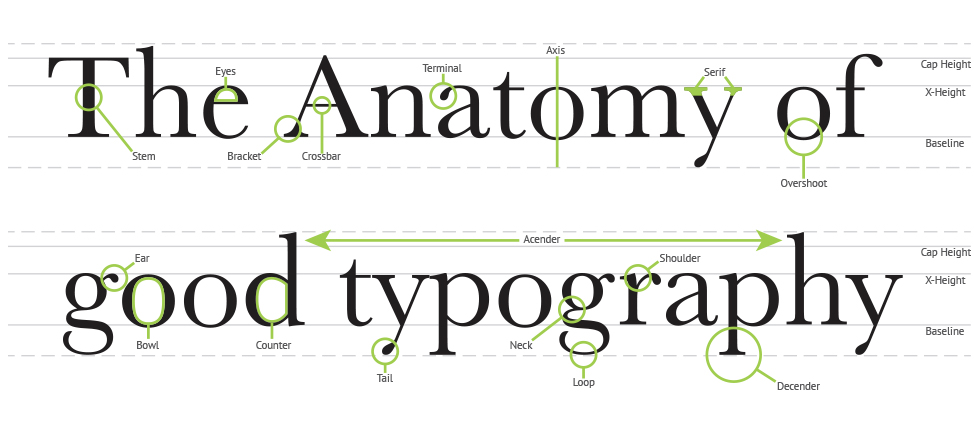 Axis
Eyes
Terminal
Serif
The Anatomy of
Cap Height
X-Height
Baseline
Stem
Bracket
Crossbar
Overshoot
Acender
Ear
Shoulder
good typography
Cap Height
X-Height
Baseline
Bowl
Counter
Neck
Tail
Loop
Decender